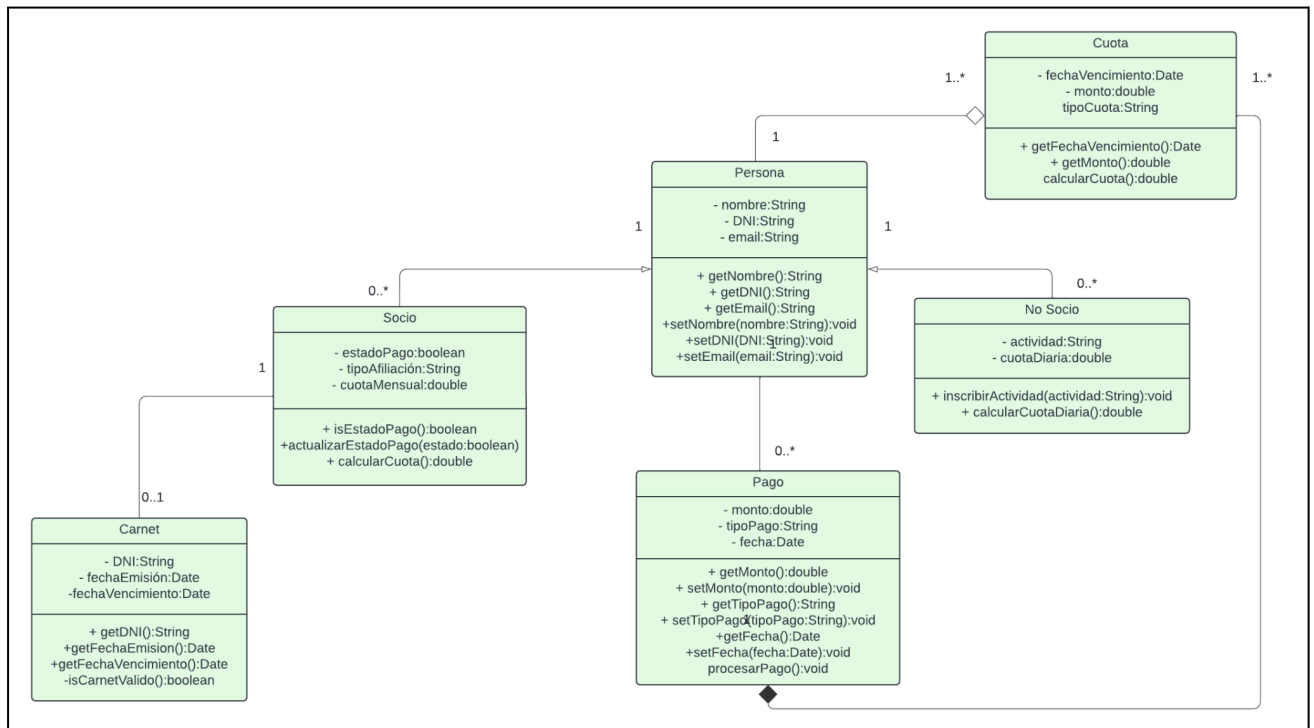 Cuota
- fechaVencimiento:Date
- monto:double
tipoCuota:String
+ getFechaVencimiento():Date
+ getMonto():double
calcularCuota():double
1..*
1..*
1
Persona
- nombre:String
- DNI:String
- email:String
+ getNombre():String
+ getDNI():String
+ getEmail():String
+setNombre(nombre:String):void
+setDNI(DNI:String):void
+setEmail(email:String):void
1
1
1
0..*
0..*
Socio
- estadoPago:boolean
- tipoAfiliación:String
- cuotaMensual:double
+ isEstadoPago():boolean
+actualizarEstadoPago(estado:boolean)
+ calcularCuota():double
No Socio
- actividad:String
- cuotaDiaria:double
+ inscribirActividad(actividad:String):void
+ calcularCuotaDiaria():double
1
0..1
0..*
Carnet
- DNI:String
- fechaEmisión:Date
-fechaVencimiento:Date
+ getDNI():String
+getFechaEmision():Date
+getFechaVencimiento():Date
-isCarnetValido():boolean
Pago
- monto:double
- tipoPago:String
- fecha:Date
+ getMonto():double
+ setMonto(monto:double):void
+ getTipoPago():String
+ setTipoPago(tipoPago:String):void
+getFecha():Date
+setFecha(fecha:Date):void
procesarPago():void
1